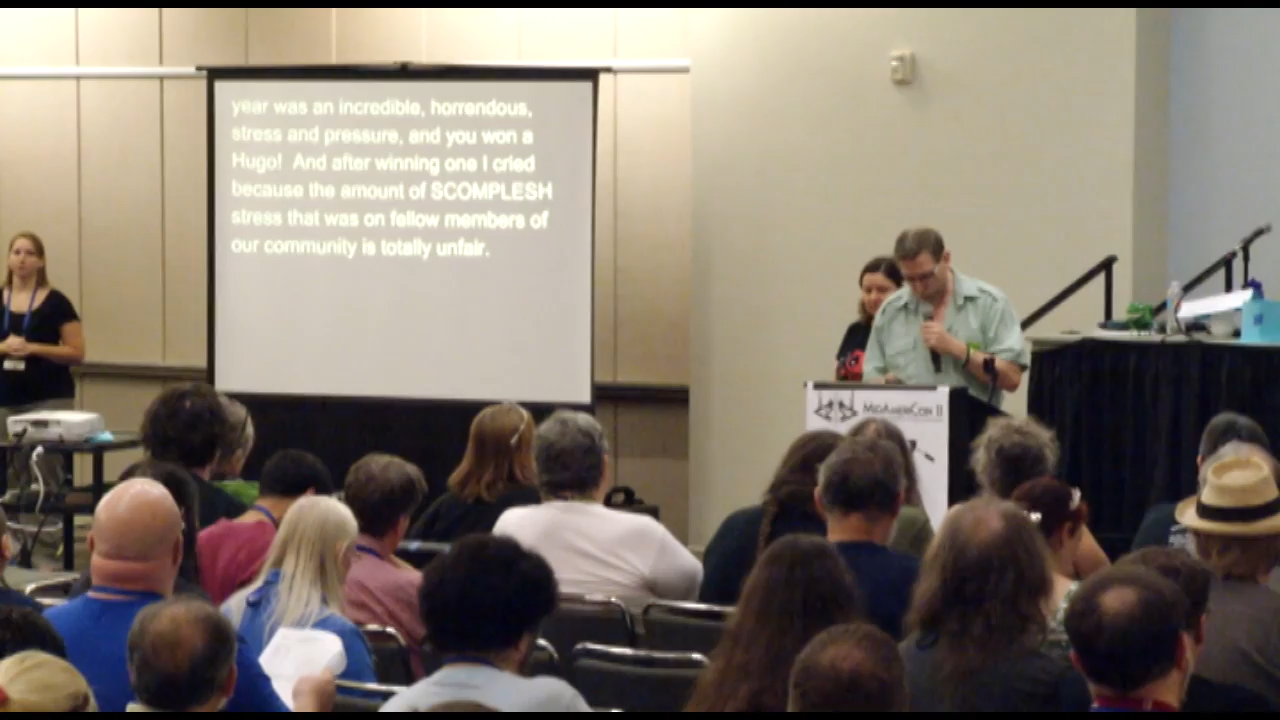 year was an incredible, horrendous,
stress and pressure, and you won a
Hugo!  And after winning one I cried
because the amount of SCOMPLESH
stress that was on fellow members of
our community is totally unfair.
MIDAMERICON II